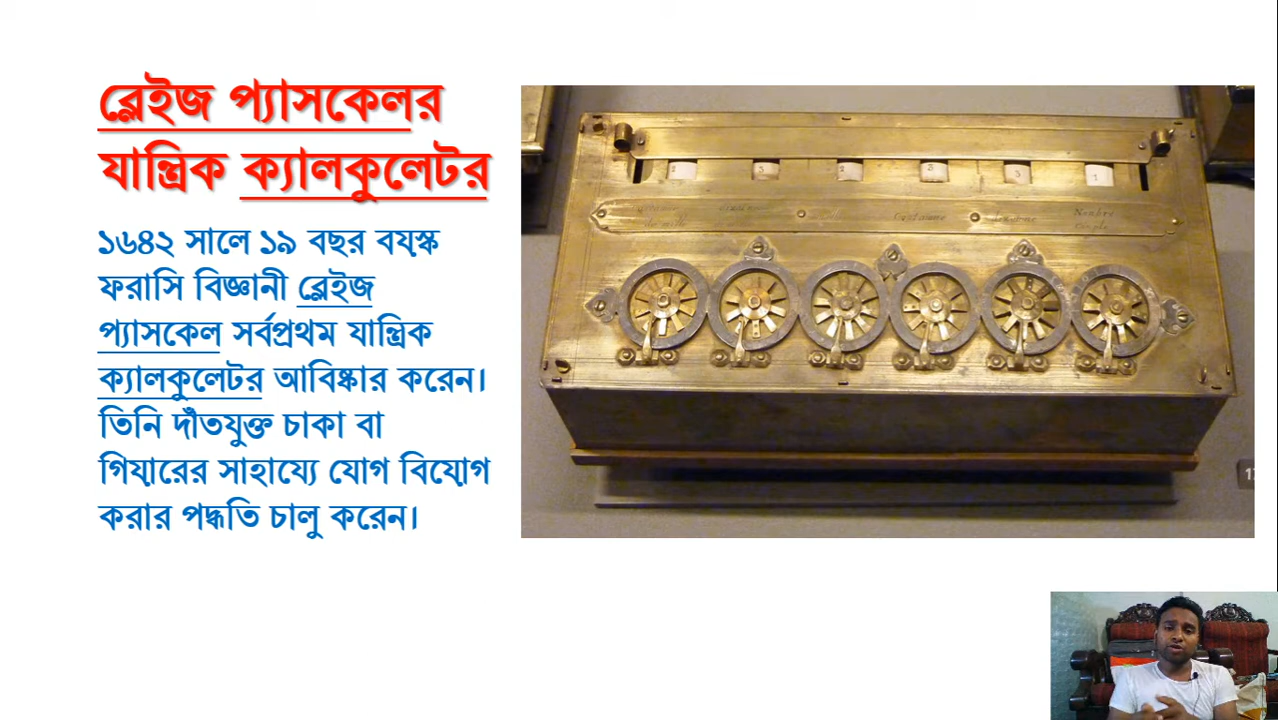 ব্লেইজ প্যাসকেলর
যান্ত্রিক ক্যালকুলেটর
১৬৪২ সালে ১৯ বছর বয়স্ক
ফরাসি বিজ্ঞানী ব্লেইজ
প্যাসকেল সর্বপ্রথম যান্ত্রিক
ক্যালকুলেটর আবিষ্কার করেন।
তিনি দাঁতযুক্ত চাকা বা
গিয়ারের সাহায্যে যোগ বিয়োগ
করার পদ্ধতি চালু করেন।